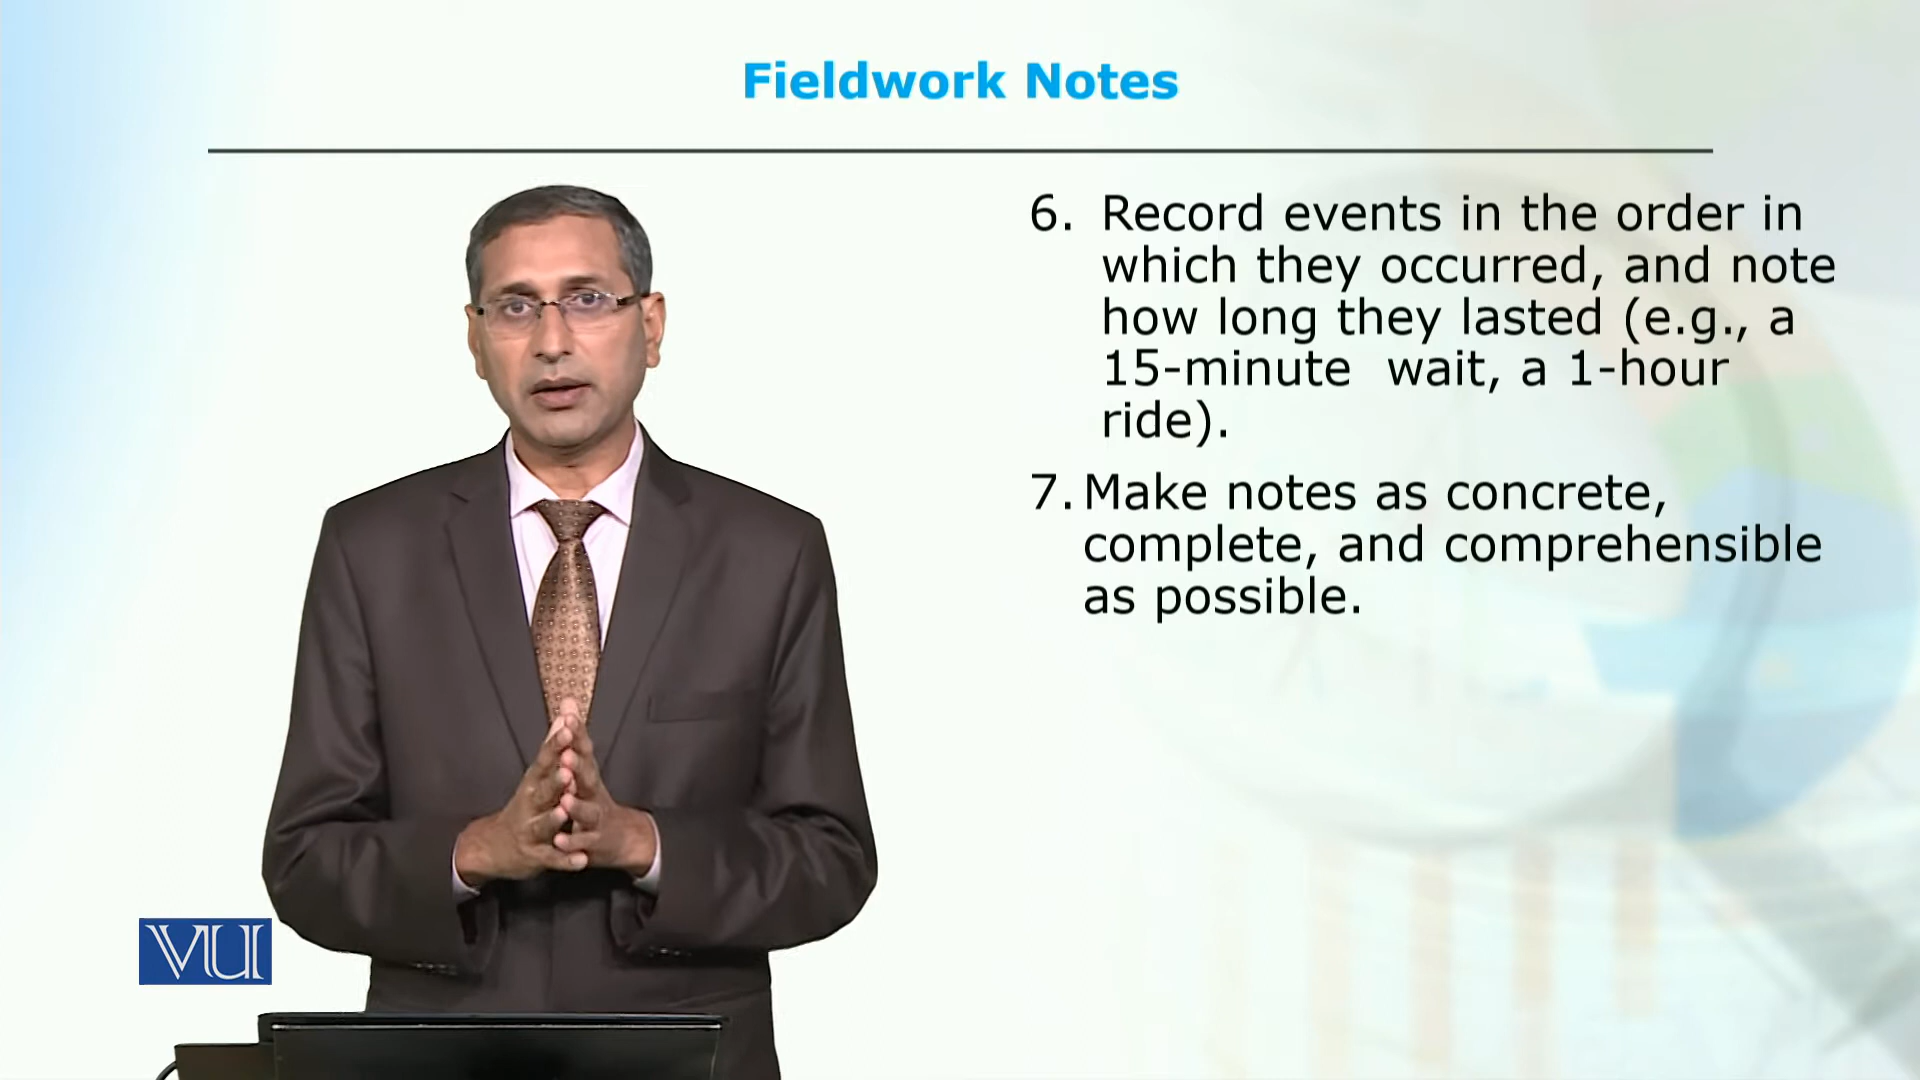 Fieldwork Notes
6. Record events in the order in
which they occurred, and note
how long they lasted (e.g., a
15-minute  wait, a 1-hour
ride).
7. Make notes as concrete,
complete, and comprehensible
as possible.
VU